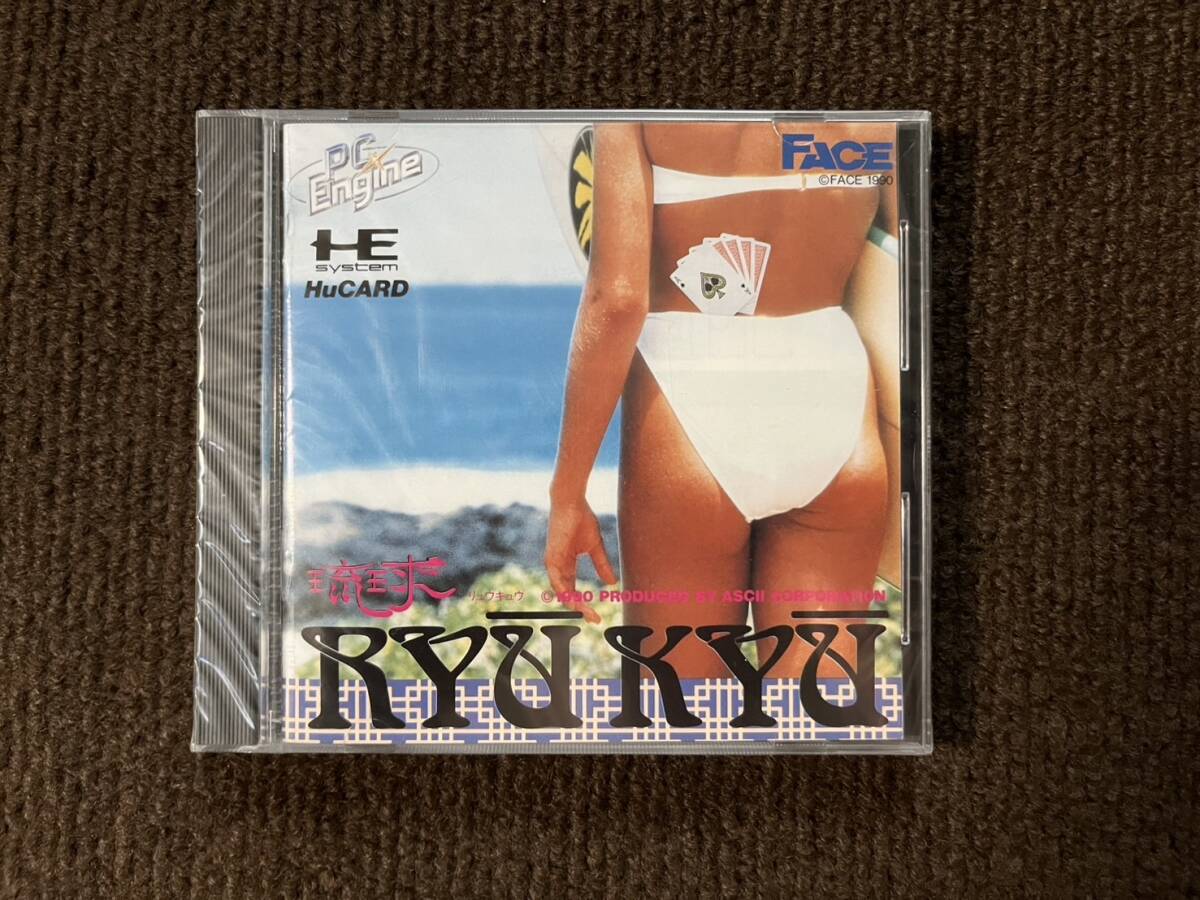 PC Engine
HE
system
HuCARD
FACE
©FACE 1990
琉球
リュウキュウ
©1990 PRODUCED BY ASCII CORPORATION
RYŪKYŪ